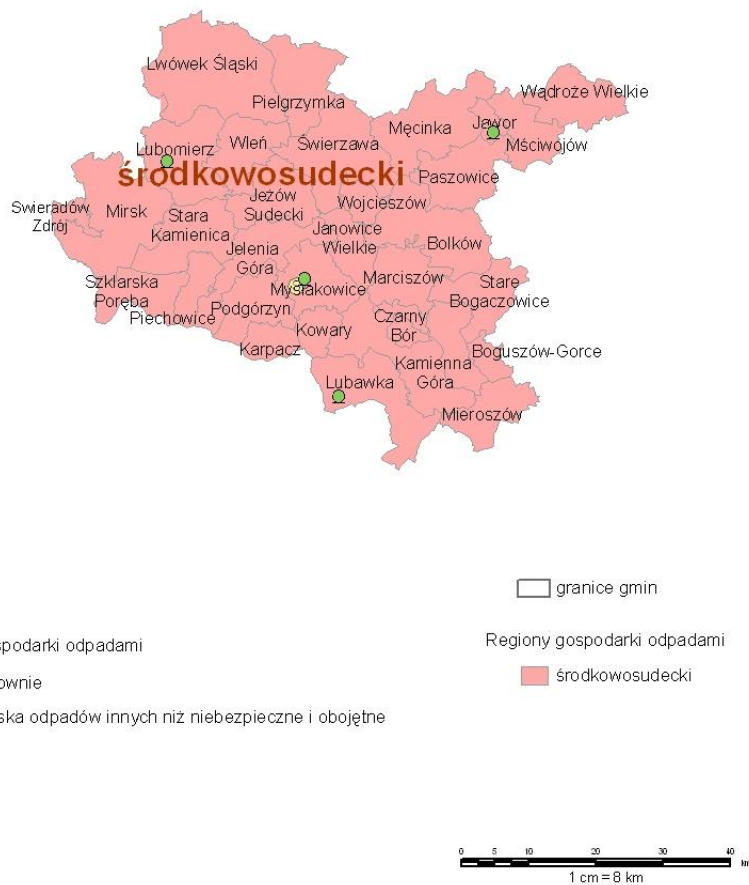 Lwówek Śląski
Pielgrzymka
Wądroże Wielkie
Męcinka
Jawor
Mściwojów
Lubomierz
Wleń
Świerzawa
środkowosudecki
Paszowice
Swieradów
Zdrój
Mirsk
Stara
Kamienica
Jeżów
Sudecki
Wojcieszów
Janowice
Wielkie
Bolków
Jelenia
Góra
Szklarska
Poręba
Piechowice
Podgórzyn
Mysłakowice
Marciszów
Stare
Bogaczowice
Kowary
Czarny
Bór
Karpacz
Kamienna
Góra
Boguszów-Gorce
Lubawka
Mieroszów
granice gmin
spodarki odpadami
Regiony gospodarki odpadami
ownie
środkowosudecki
ska odpadów innych niż niebezpieczne i obojętne
0 5 10 20 30 40
km
1 cm = 8 km